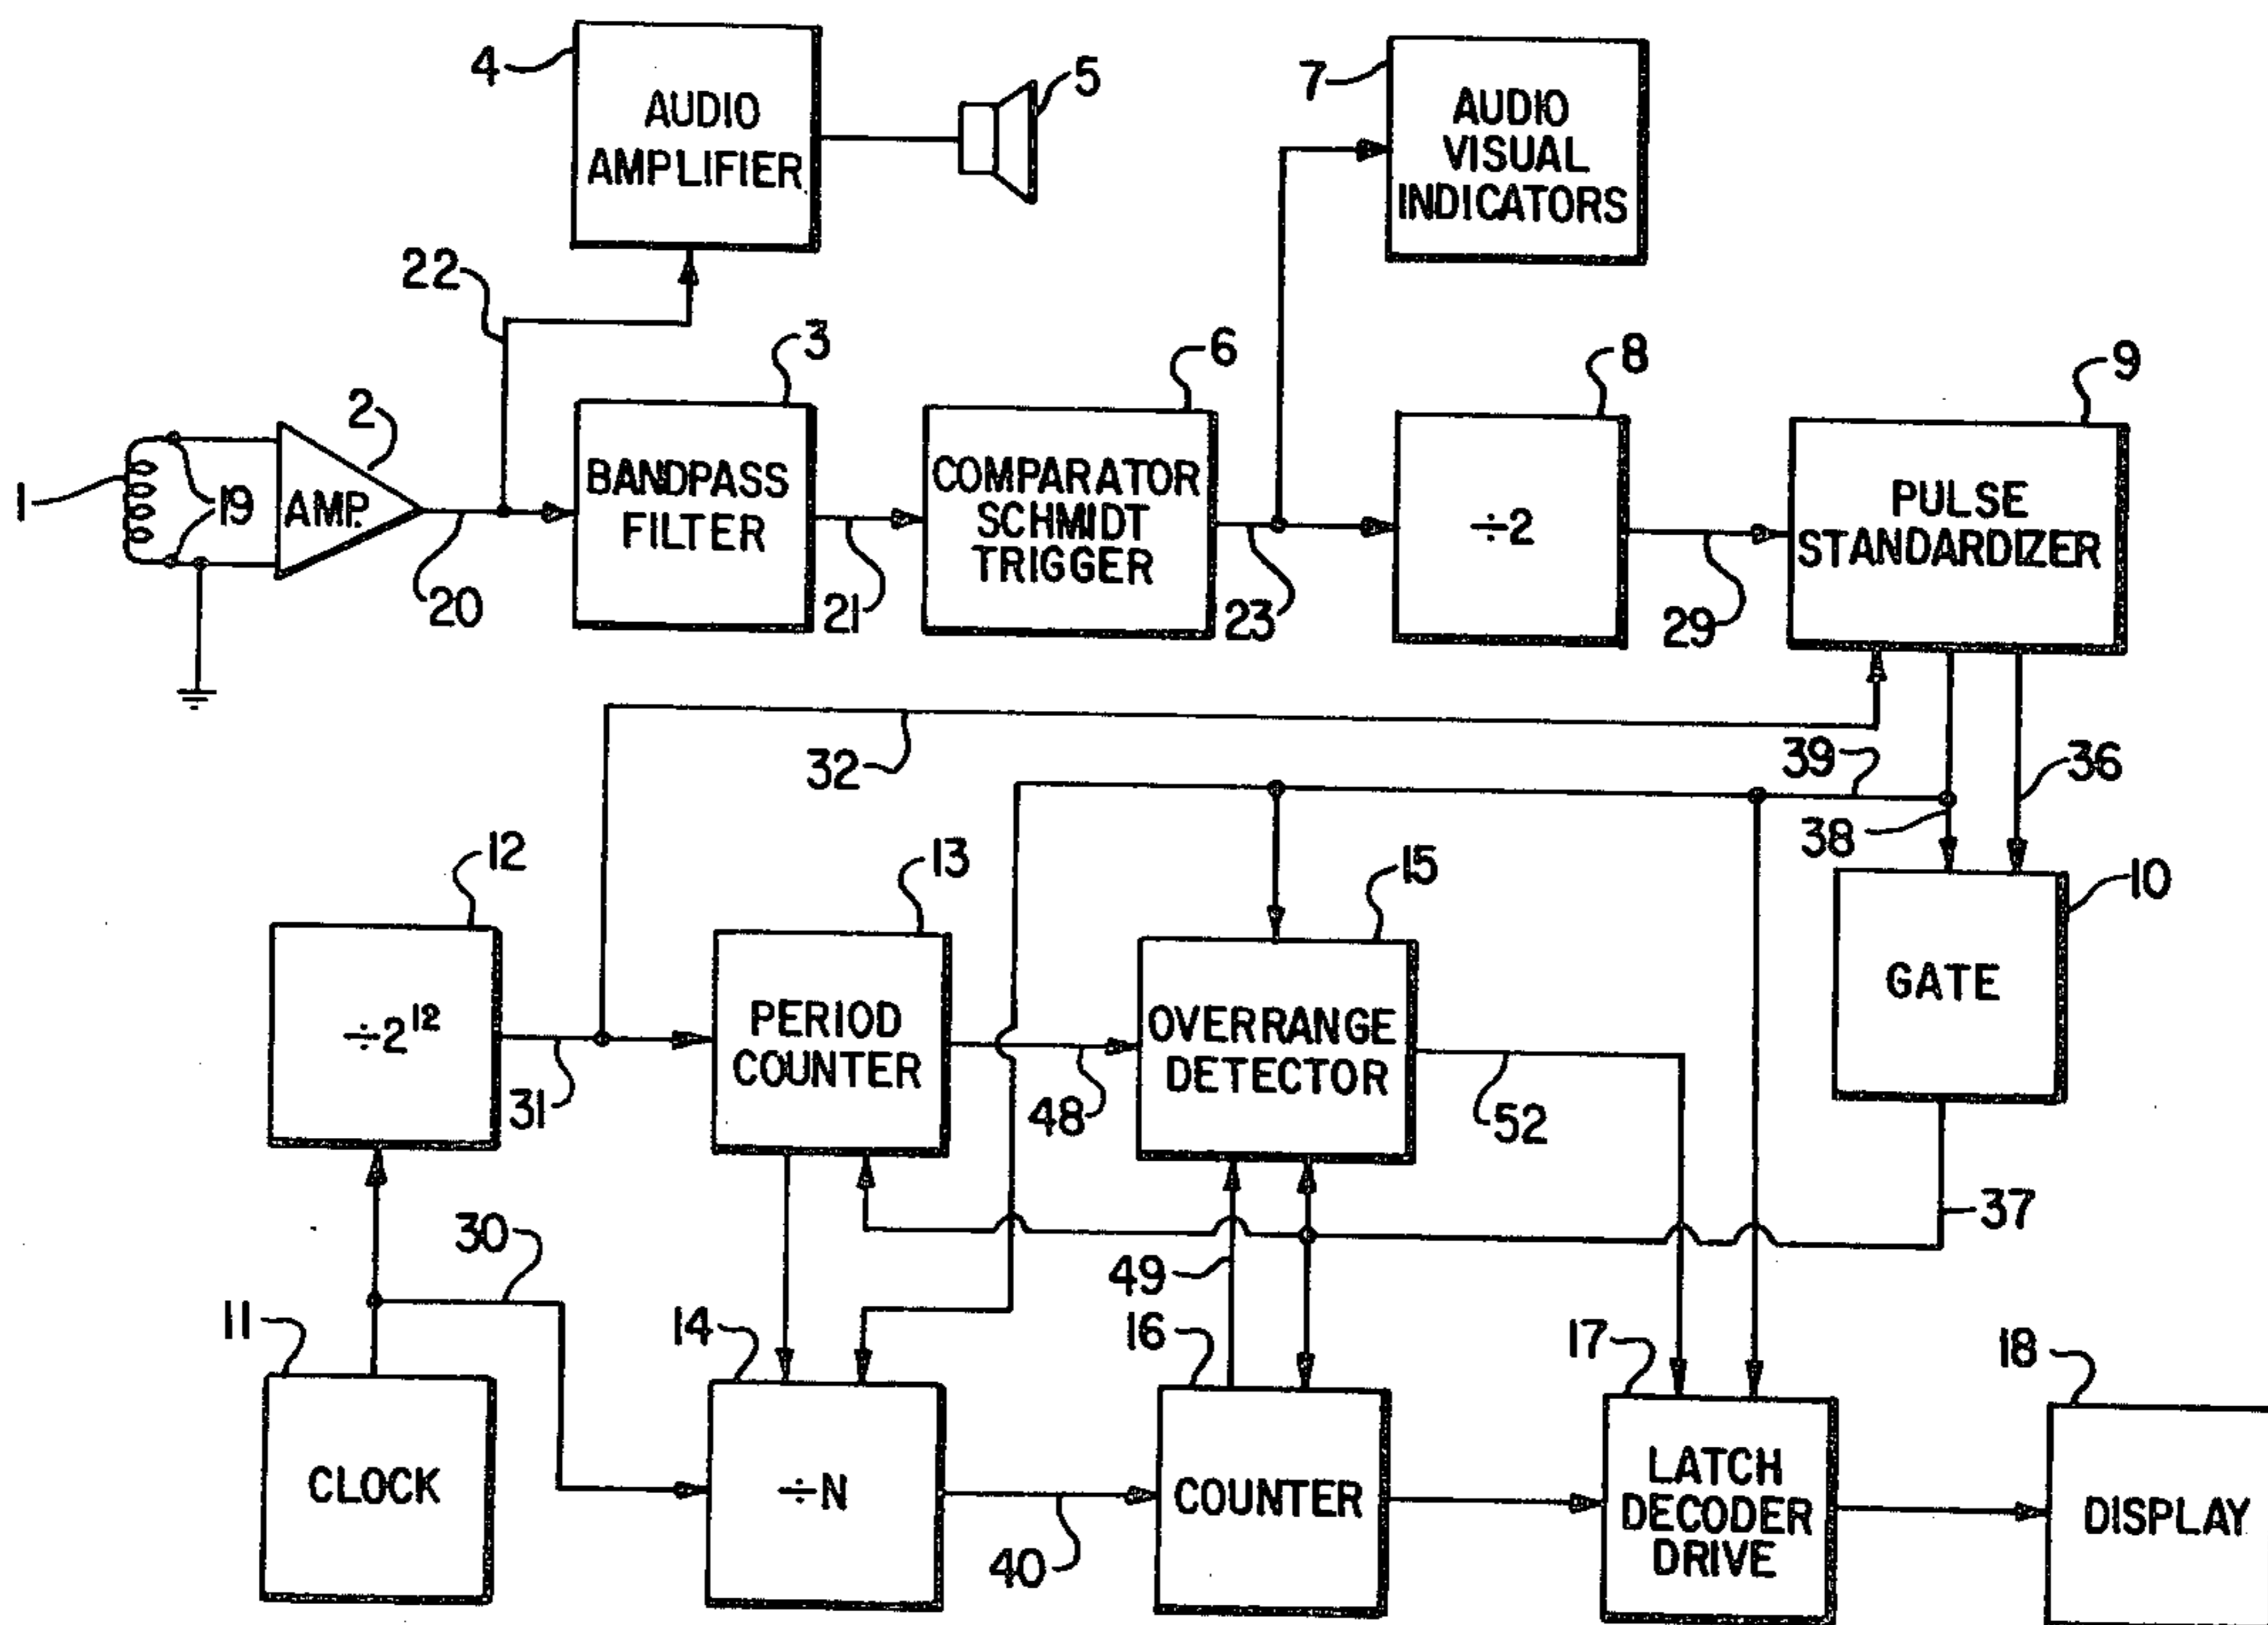 4
AUDIO
AMPLIFIER
5
7
AUDIO
VISUAL
INDICATORS
22
1
19
2
AMP.
20
3
BANDPASS
FILTER
21
6
COMPARATOR
SCHMIDT
TRIGGER
23
8
÷2
29
9
PULSE
STANDARDIZER
32
39
36
38
12
÷2¹²
31
13
PERIOD
COUNTER
48
15
OVERRANGE
DETECTOR
52
10
GATE
37
30
49
11
CLOCK
14
÷N
40
16
COUNTER
17
LATCH
DECODER
DRIVE
18
DISPLAY